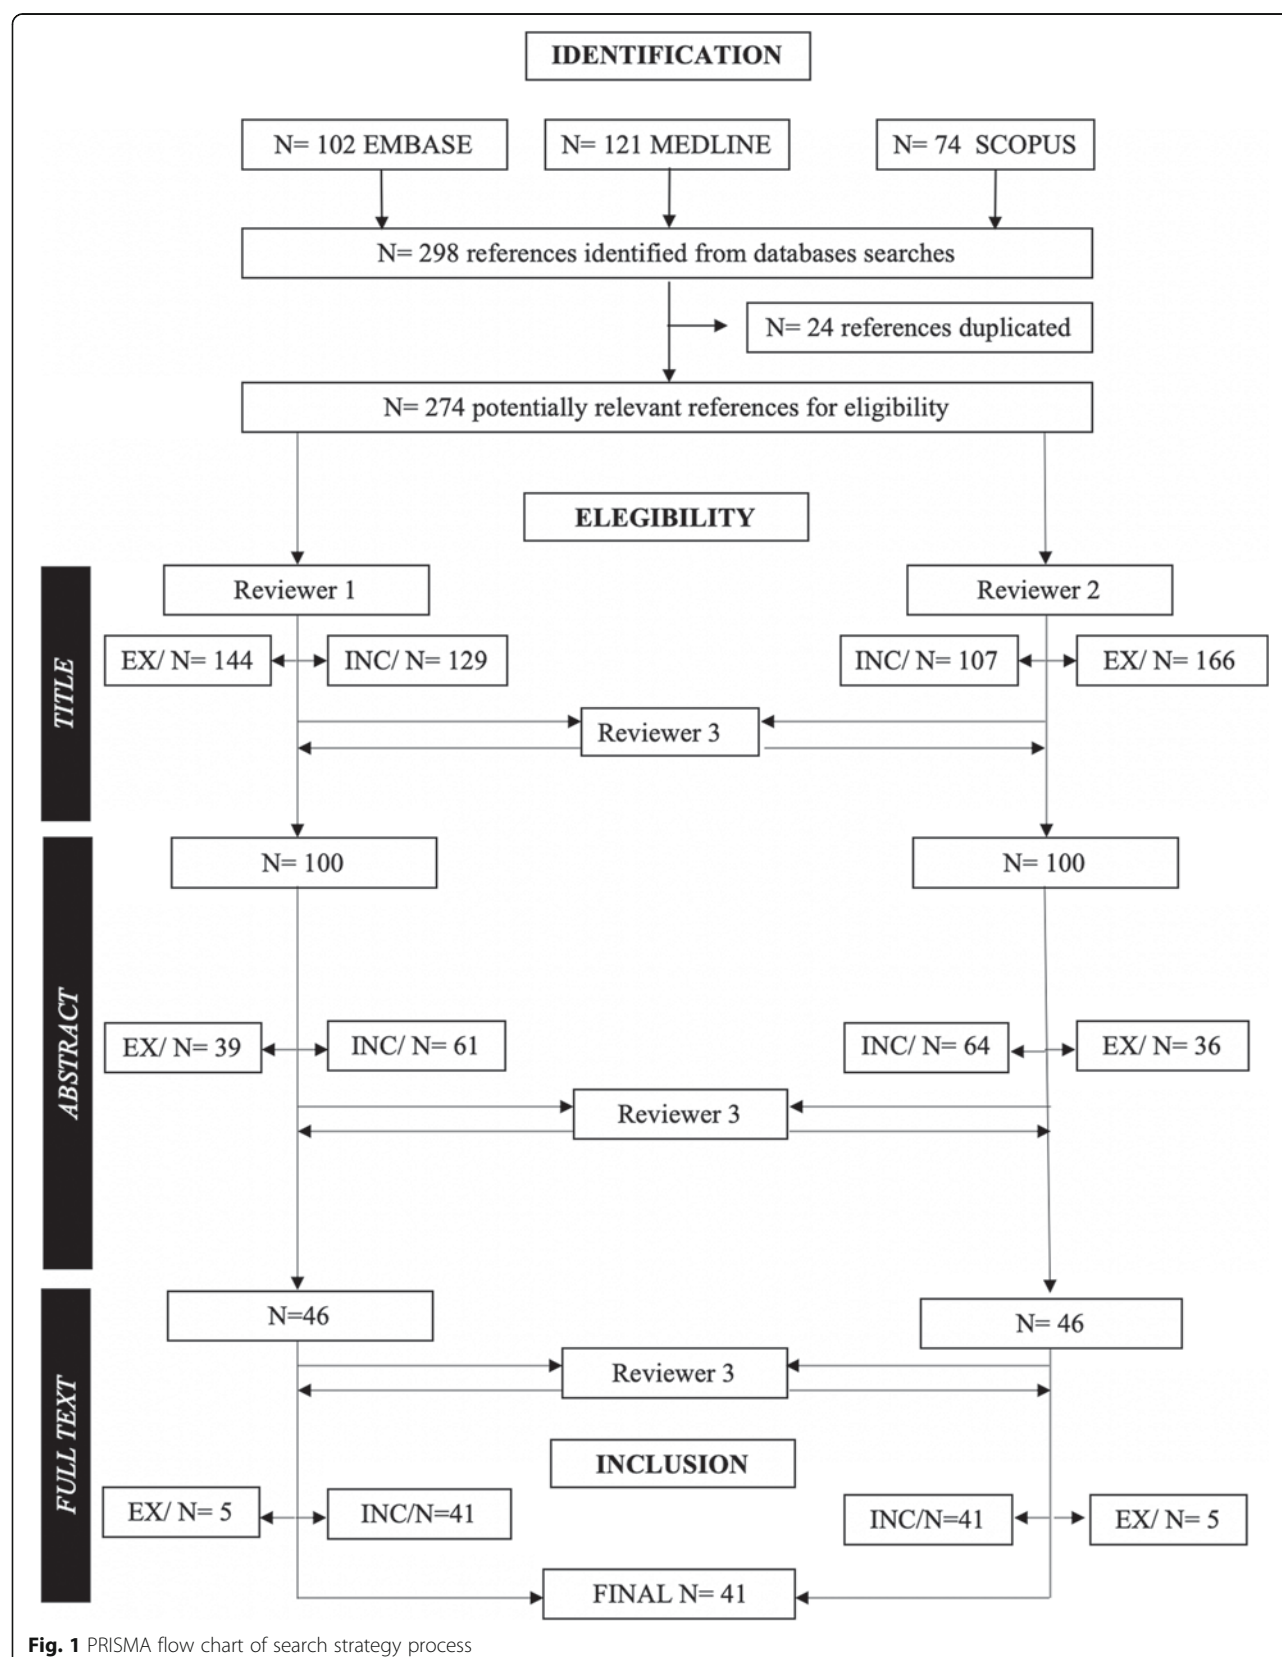 IDENTIFICATION
N= 102 EMBASE
N= 121 MEDLINE
N= 74 SCOPUS
N= 298 references identified from databases searches
N= 24 references duplicated
N= 274 potentially relevant references for eligibility
ELEGIBILITY
TITLE
Reviewer 1
Reviewer 2
EX/ N= 144
INC/ N= 129
INC/ N= 107
EX/ N= 166
Reviewer 3
ABSTRACT
N= 100
N= 100
EX/ N= 39
INC/ N= 61
INC/ N= 64
EX/ N= 36
Reviewer 3
FULL TEXT
N=46
N= 46
Reviewer 3
INCLUSION
EX/ N= 5
INC/N=41
INC/N=41
EX/ N= 5
FINAL N= 41
Fig. 1 PRISMA flow chart of search strategy process